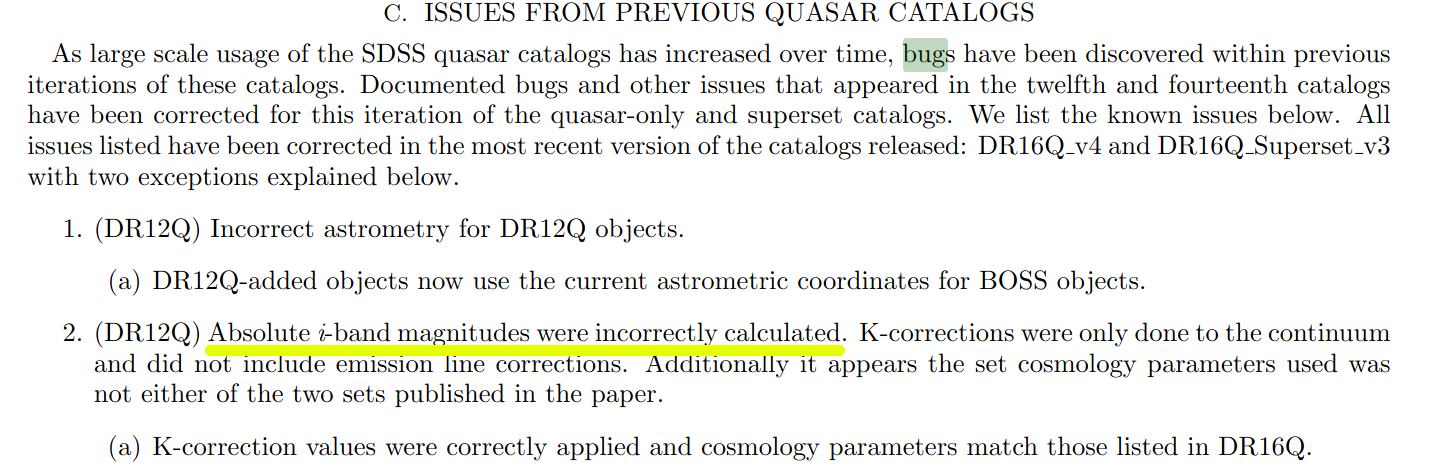 C. ISSUES FROM PREVIOUS QUASAR CATALOGS
As large scale usage of the SDSS quasar catalogs has increased over time, bugs have been discovered within previous
iterations of these catalogs. Documented bugs and other issues that appeared in the twelfth and fourteenth catalogs
have been corrected for this iteration of the quasar-only and superset catalogs. We list the known issues below. All
issues listed have been corrected in the most recent version of the catalogs released: DR16Q_v4 and DR16Q_Superset_v3
with two exceptions explained below.
1. (DR12Q) Incorrect astrometry for DR12Q objects.
(a) DR12Q-added objects now use the current astrometric coordinates for BOSS objects.
2. (DR12Q) Absolute i-band magnitudes were incorrectly calculated. K-corrections were only done to the continuum
and did not include emission line corrections. Additionally it appears the set cosmology parameters used was
not either of the two sets published in the paper.
(a) K-correction values were correctly applied and cosmology parameters match those listed in DR16Q.